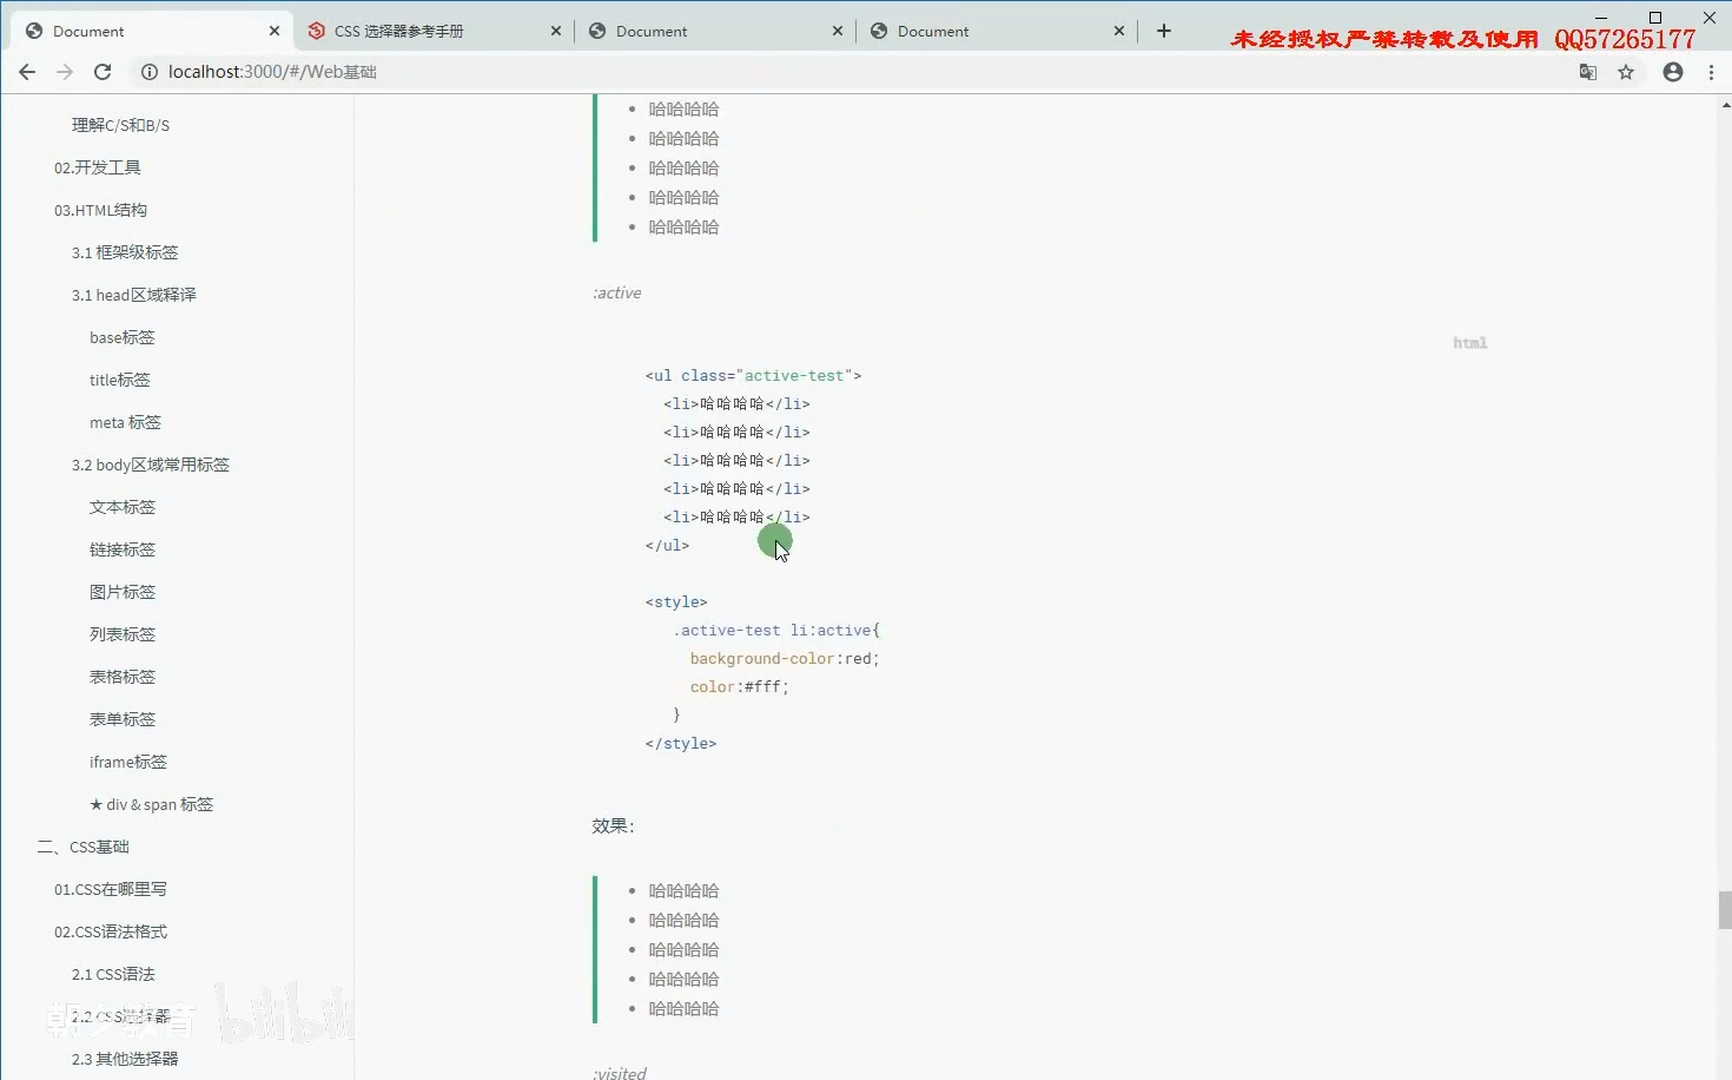 Document
CSS 选择器参考手册
Document
Document
未经授权严禁转载及使用 QQ57265177
localhost:3000/#/Web基础
理解C/S和B/S
02.开发工具
03.HTML结构
3.1 框架级标签
3.1 head区域释译
base标签
title标签
meta 标签
3.2 body区域常用标签
文本标签
链接标签
图片标签
列表标签
表格标签
表单标签
iframe标签
★ div & span 标签
二、CSS基础
01.CSS在哪里写
02.CSS语法格式
2.1 CSS语法
2.2 CSS选择器
2.3 其他选择器
朝夕教育
bilibili
哈哈哈哈
哈哈哈哈
哈哈哈哈
哈哈哈哈
哈哈哈哈
:active
html
<ul class="active-test">
<li>哈哈哈哈</li>
<li>哈哈哈哈</li>
<li>哈哈哈哈</li>
<li>哈哈哈哈</li>
<li>哈哈哈哈</li>
</ul>
<style>
.active-test li:active{
background-color:red;
color:#fff;
}
</style>
效果：
哈哈哈哈
哈哈哈哈
哈哈哈哈
哈哈哈哈
哈哈哈哈
:visited